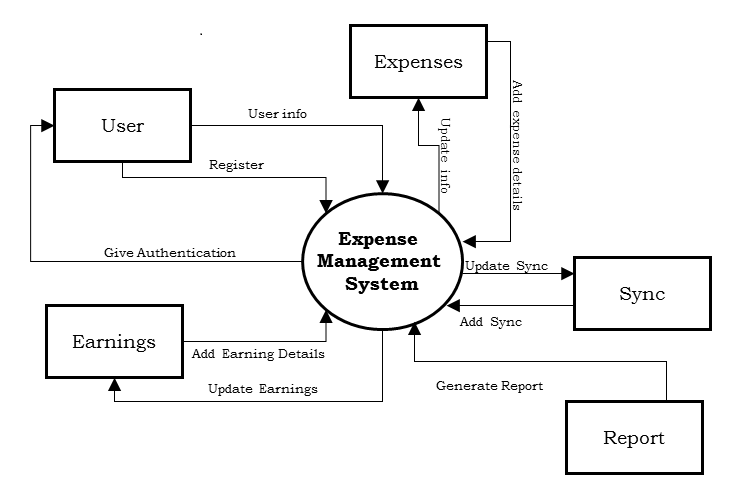 Expenses
User
User info
Add expense details
Update info
Register
Expense
Management
System
Give Authentication
Update Sync
Sync
Add Sync
Earnings
Add Earning Details
Update Earnings
Generate Report
Report